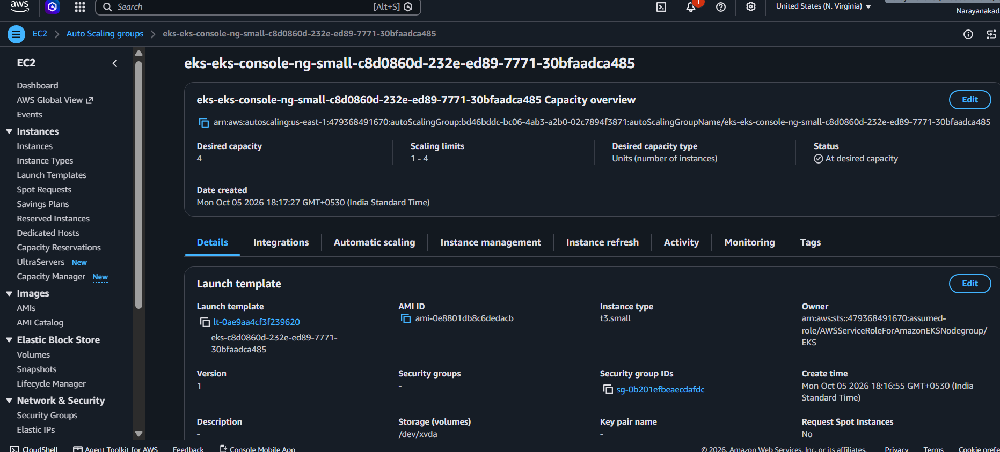 aws
Search
[Alt+S]
1
United States (N. Virginia)
Narayanakad
EC2
Auto Scaling groups
eks-eks-console-ng-small-c8d0860d-232e-ed89-7771-30bfaadca485
EC2
Dashboard
AWS Global View
Events
Instances
Instances
Instance Types
Launch Templates
Spot Requests
Savings Plans
Reserved Instances
Dedicated Hosts
Capacity Reservations
UltraServers New
Capacity Manager New
Images
AMIs
AMI Catalog
Elastic Block Store
Volumes
Snapshots
Lifecycle Manager
Network & Security
Security Groups
Elastic IPs
eks-eks-console-ng-small-c8d0860d-232e-ed89-7771-30bfaadca485
eks-eks-console-ng-small-c8d0860d-232e-ed89-7771-30bfaadca485 Capacity overview
Edit
arn:aws:autoscaling:us-east-1:479368491670:autoScalingGroup:bd46bddc-bc06-4ab3-a2b0-02c7894f3871:autoScalingGroupName/eks-eks-console-ng-small-c8d0860d-232e-ed89-7771-30bfaadca485
Desired capacity
4
Scaling limits
1 - 4
Desired capacity type
Units (number of instances)
Status
At desired capacity
Date created
Mon Oct 05 2026 18:17:27 GMT+0530 (India Standard Time)
Details
Integrations
Automatic scaling
Instance management
Instance refresh
Activity
Monitoring
Tags
Launch template
Edit
Launch template
lt-0ae9aa4cf3f239620
eks-c8d0860d-232e-ed89-7771-
30bfaadca485
AMI ID
ami-0e8801db8c6dedacb
Instance type
t3.small
Owner
arn:aws:sts::479368491670:assumed-
role/AWSServiceRoleForAmazonEKSNodegroup/
EKS
Version
1
Security groups
-
Security group IDs
sg-0b201efbeaecdafdc
Create time
Mon Oct 05 2026 18:16:55 GMT+0530 (India
Standard Time)
Description
-
Storage (volumes)
/dev/xvda
Key pair name
-
Request Spot Instances
No
CloudShell
Agent Toolkit for AWS
Feedback
Console Mobile App
© 2026, Amazon Web Services, Inc. or its affiliates.
Privacy
Terms
Cookie prefe